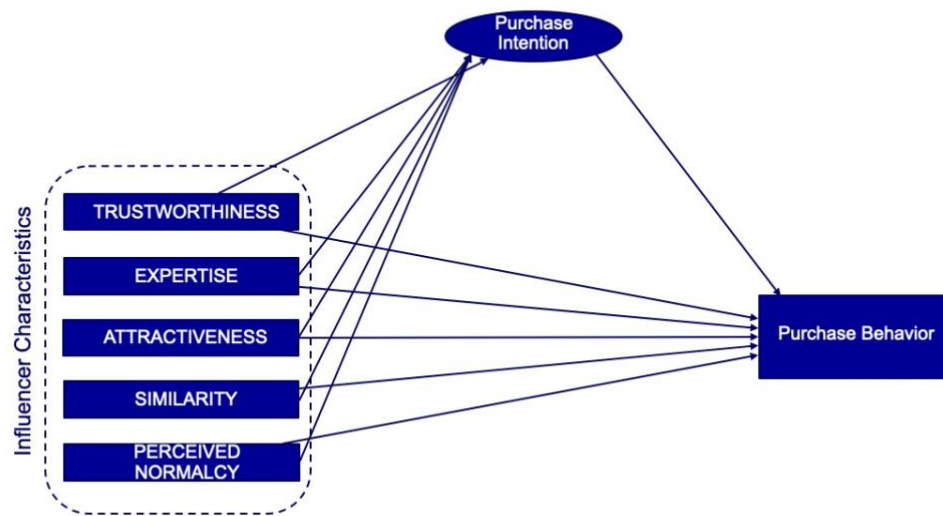 Purchase
Intention
Influencer Characteristics
TRUSTWORTHINESS
EXPERTISE
ATTRACTIVENESS
SIMILARITY
PERCEIVED
NORMALCY
Purchase Behavior